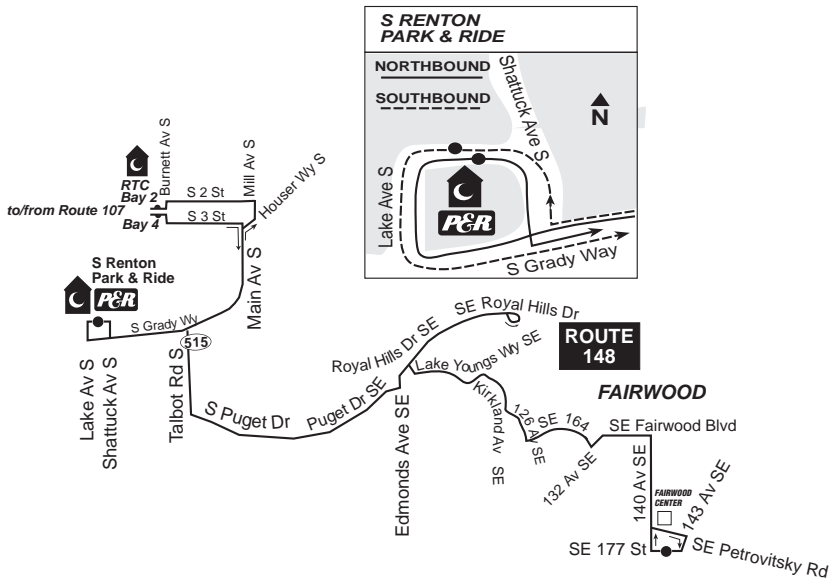 S RENTON
PARK & RIDE
NORTHBOUND
SOUTHBOUND
Shattuck Ave S
N
Lake Ave S
P&R
S Grady Way
Burnett Av S
Mill Av S
Houser Wy S
RTC
Bay 2
S 2 St
to/from Route 107
S 3 St
Bay 4
Main Av S
S Renton
Park & Ride
P&R
S Grady Wy
515
Lake Av S
Shattuck Av S
Talbot Rd S
S Puget Dr
Puget Dr SE
Royal Hills Dr SE
SE Royal Hills Dr
Edmonds Ave SE
Lake Youngs Wy SE
Kirkland Av SE
126 Av SE
SE 164
132 Av SE
ROUTE
148
FAIRWOOD
SE Fairwood Blvd
140 Av SE
FAIRWOOD
CENTER
143 Av SE
SE 177 St
SE Petrovitsky Rd